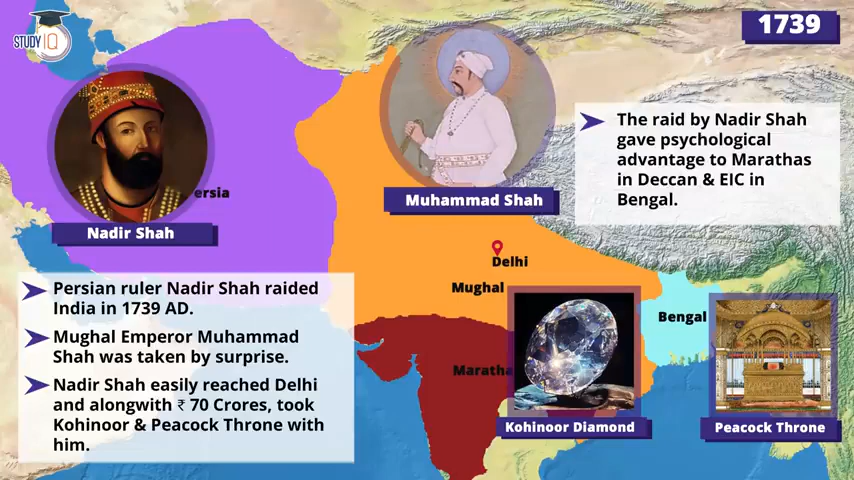 STUDY IQ
1739
Nadir Shah
ersia
Muhammad Shah
The raid by Nadir Shah
gave psychological
advantage to Marathas
in Deccan & EIC in
Bengal.
Delhi
Mughal
Bengal
Maratha
Persian ruler Nadir Shah raided
India in 1739 AD.
Mughal Emperor Muhammad
Shah was taken by surprise.
Nadir Shah easily reached Delhi
and alongwith ₹ 70 Crores, took
Kohinoor & Peacock Throne with
him.
Kohinoor Diamond
Peacock Throne